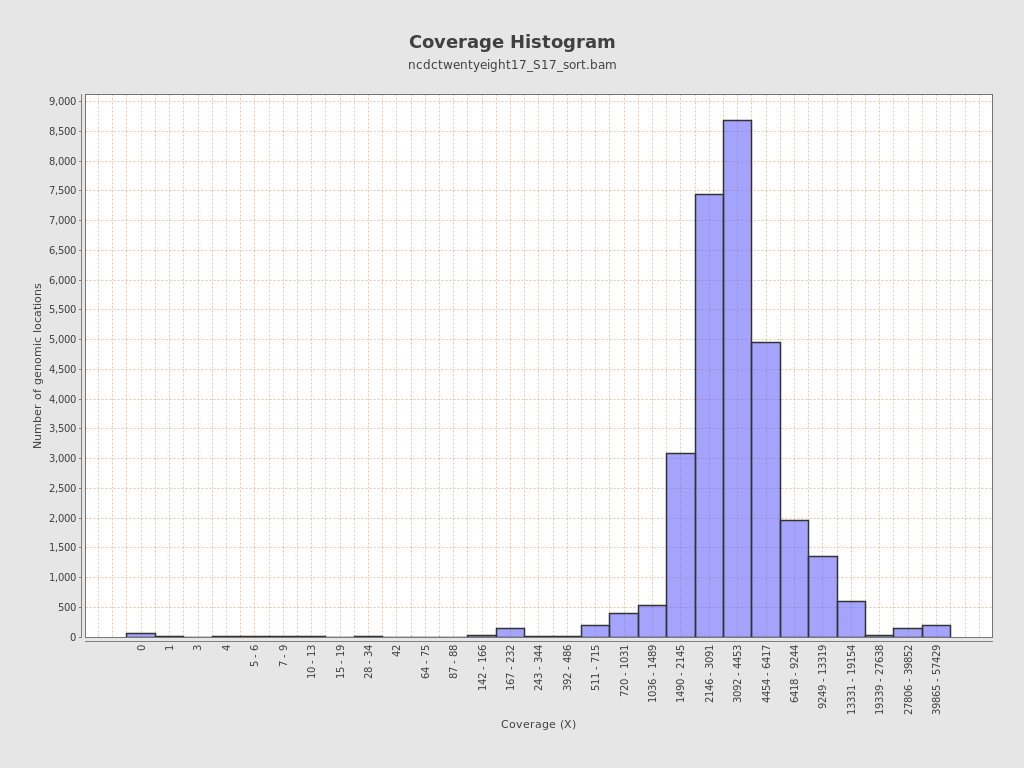 Coverage Histogram
ncdctwentyeight17_S17_sort.bam
9,000
8,500
8,000
7,500
7,000
6,500
6,000
5,500
5,000
4,500
4,000
3,500
3,000
2,500
2,000
1,500
1,000
500
0
Number of genomic locations
0
1
3
4
5 - 6
7 - 9
10 - 13
15 - 19
28 - 34
42
64 - 75
87 - 88
142 - 166
167 - 232
243 - 344
392 - 486
511 - 715
720 - 1031
1036 - 1489
1490 - 2145
2146 - 3091
3092 - 4453
4454 - 6417
6418 - 9244
9249 - 13319
13331 - 19154
19339 - 27638
27806 - 39852
39865 - 57429
Coverage (X)